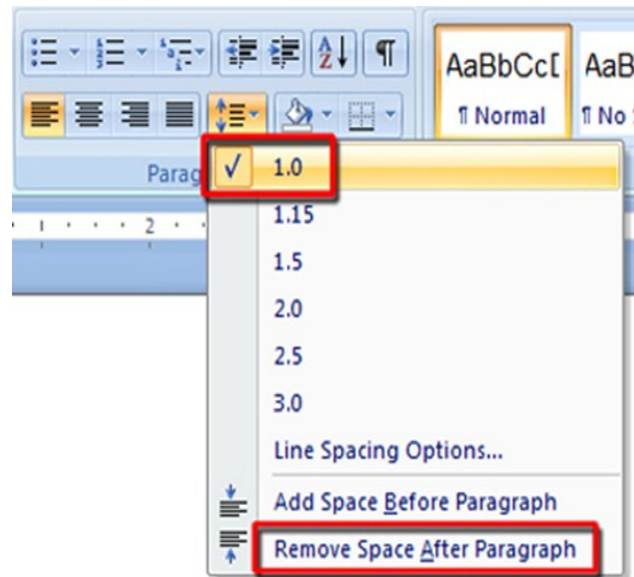 AaBbCcD AaB
¶ Normal ¶ No
Parag
1.0
2
1.15
1.5
2.0
2.5
3.0
Line Spacing Options...
Add Space Before Paragraph
Remove Space After Paragraph